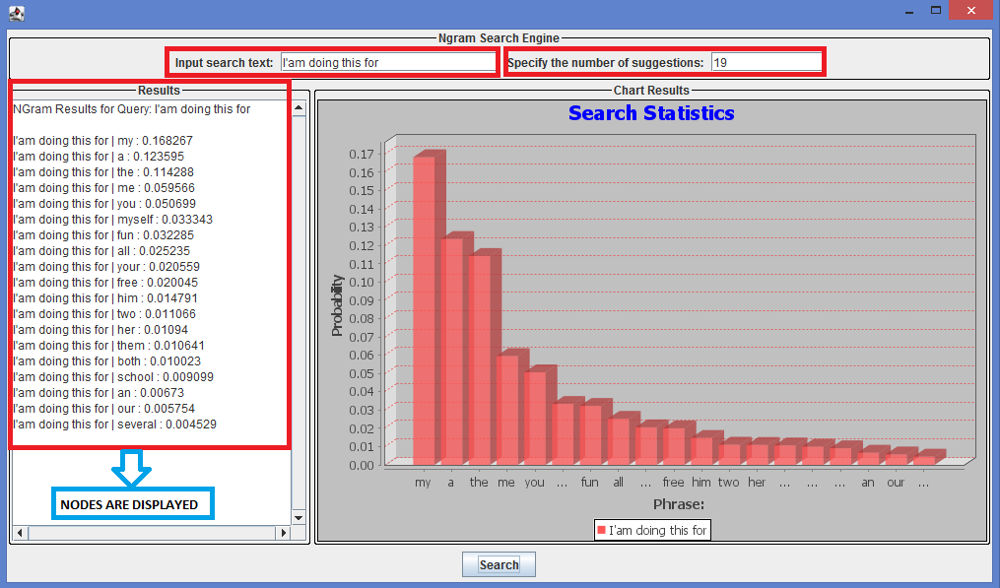 Ngram Search Engine
Input search text: I'am doing this for Specify the number of suggestions: 19
Results
NGram Results for Query: I'am doing this for
I'am doing this for | my : 0.168267
I'am doing this for | a : 0.123595
I'am doing this for | the : 0.114288
I'am doing this for | me : 0.059566
I'am doing this for | you : 0.050699
I'am doing this for | myself : 0.033343
I'am doing this for | fun : 0.032285
I'am doing this for | all : 0.025235
I'am doing this for | your : 0.020559
I'am doing this for | free : 0.020045
I'am doing this for | him : 0.014791
I'am doing this for | two : 0.011066
I'am doing this for | her : 0.01094
I'am doing this for | them : 0.010641
I'am doing this for | both : 0.010023
I'am doing this for | school : 0.009099
I'am doing this for | an : 0.00673
I'am doing this for | our : 0.005754
I'am doing this for | several : 0.004529
NODES ARE DISPLAYED
Chart Results
Search Statistics
Probability
0.17
0.16
0.15
0.14
0.13
0.12
0.11
0.10
0.09
0.08
0.07
0.06
0.05
0.04
0.03
0.02
0.01
0.00
my a the me you ... fun all ... free him two her ... ... ... an our ...
Phrase:
I'am doing this for
Search